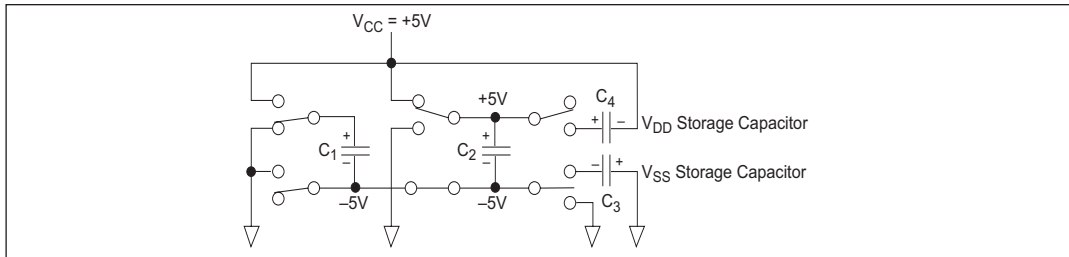 V_CC = +5V
+5V
C_4
+ –
V_DD Storage Capacitor
+
C_1
–
+
C_2
–
– +
V_SS Storage Capacitor
C_3
–5V
–5V